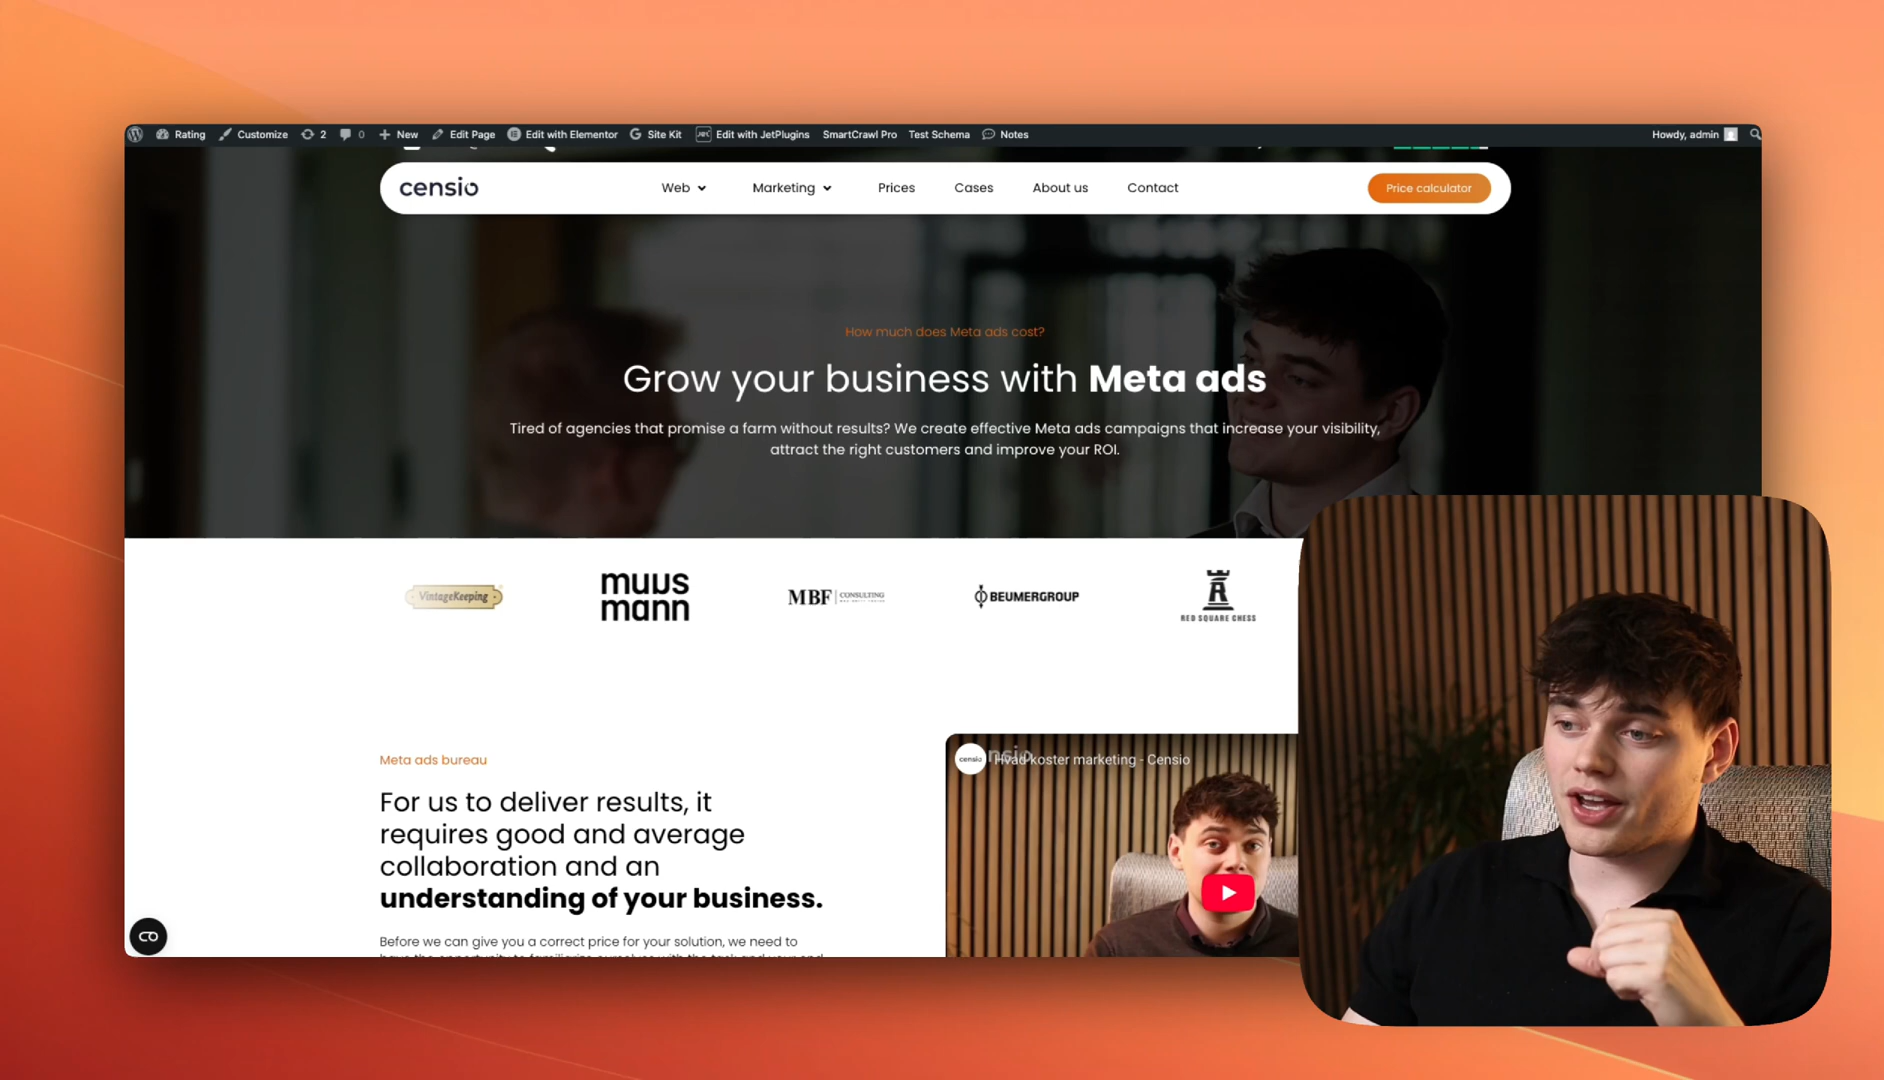 Rating Customize 2 0 New Edit Page Edit with Elementor Site Kit Edit with JetPlugins SmartCrawl Pro Test Schema Notes Howdy, admin
censio Web Marketing Prices Cases About us Contact Price calculator
How much does Meta ads cost?
Grow your business with Meta ads
Tired of agencies that promise a farm without results? We create effective Meta ads campaigns that increase your visibility,
attract the right customers and improve your ROI.
VintageKeeping
muus
mann
MBF CONSULTING
BEUMERGROUP
RED SQUARE CHESS
Meta ads bureau
For us to deliver results, it
requires good and average
collaboration and an
understanding of your business.
Before we can give you a correct price for your solution, we need to
censio Hvad koster marketing - Censio